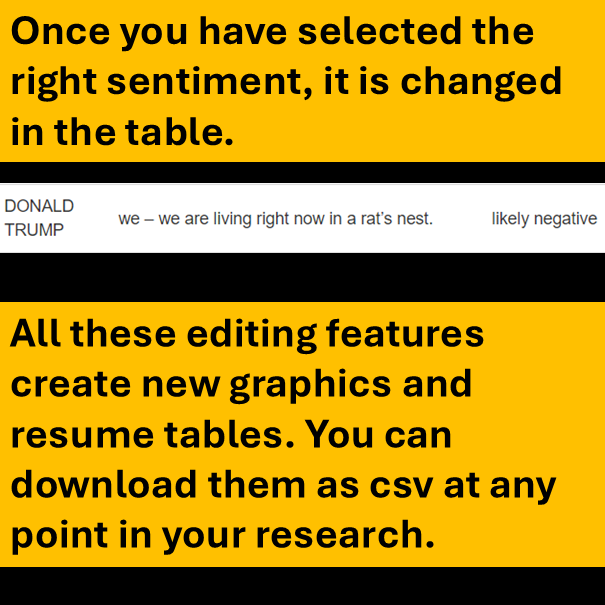 Once you have selected the
right sentiment, it is changed
in the table.
DONALD
TRUMP
we – we are living right now in a rat’s nest.
likely negative
All these editing features
create new graphics and
resume tables. You can
download them as csv at any
point in your research.